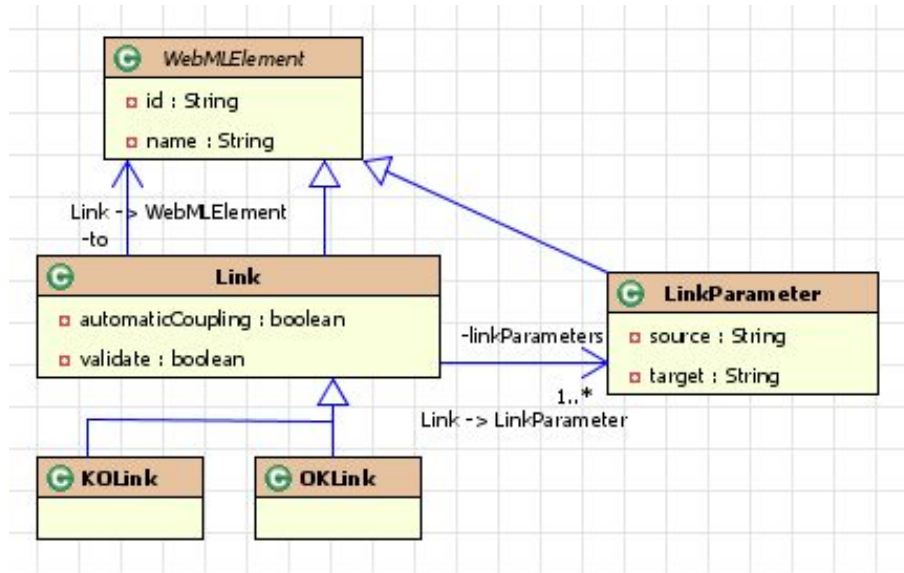 C WebMLElement
id : String
name : String
Link -> WebMLElement
-to
C Link
automaticCoupling : boolean
validate : boolean
C LinkParameter
source : String
target : String
-linkParameters
1..*
Link -> LinkParameter
C KOLink
C OKLink